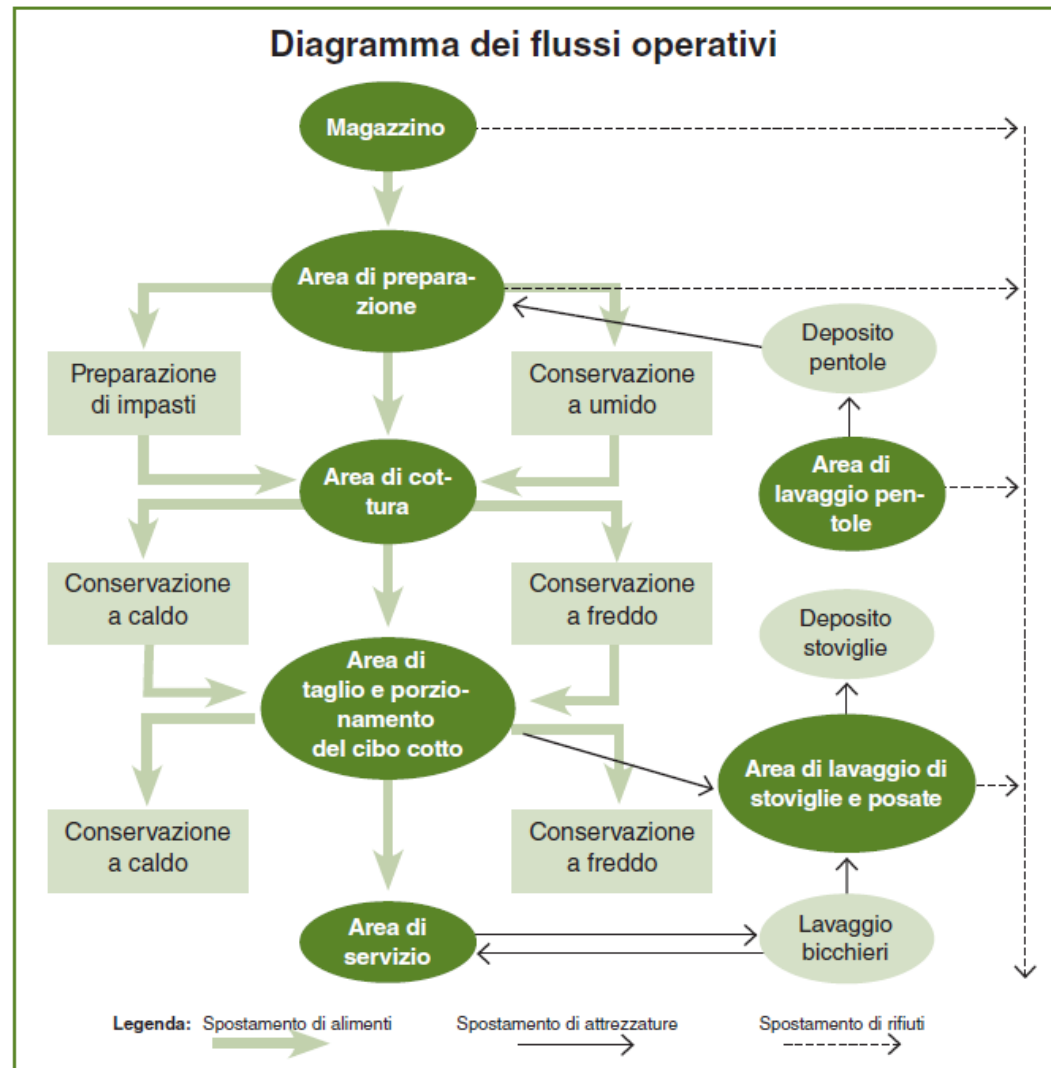 Diagramma dei flussi operativi
Magazzino
Area di prepara-
zione
Preparazione
di impasti
Conservazione
a umido
Deposito
pentole
Area di cot-
tura
Area di
lavaggio pen-
tole
Conservazione
a caldo
Conservazione
a freddo
Deposito
stoviglie
Area di
taglio e porzio-
namento
del cibo cotto
Area di lavaggio di
stoviglie e posate
Conservazione
a caldo
Conservazione
a freddo
Area di
servizio
Lavaggio
bicchieri
Legenda: Spostamento di alimenti
Spostamento di attrezzature
Spostamento di rifiuti